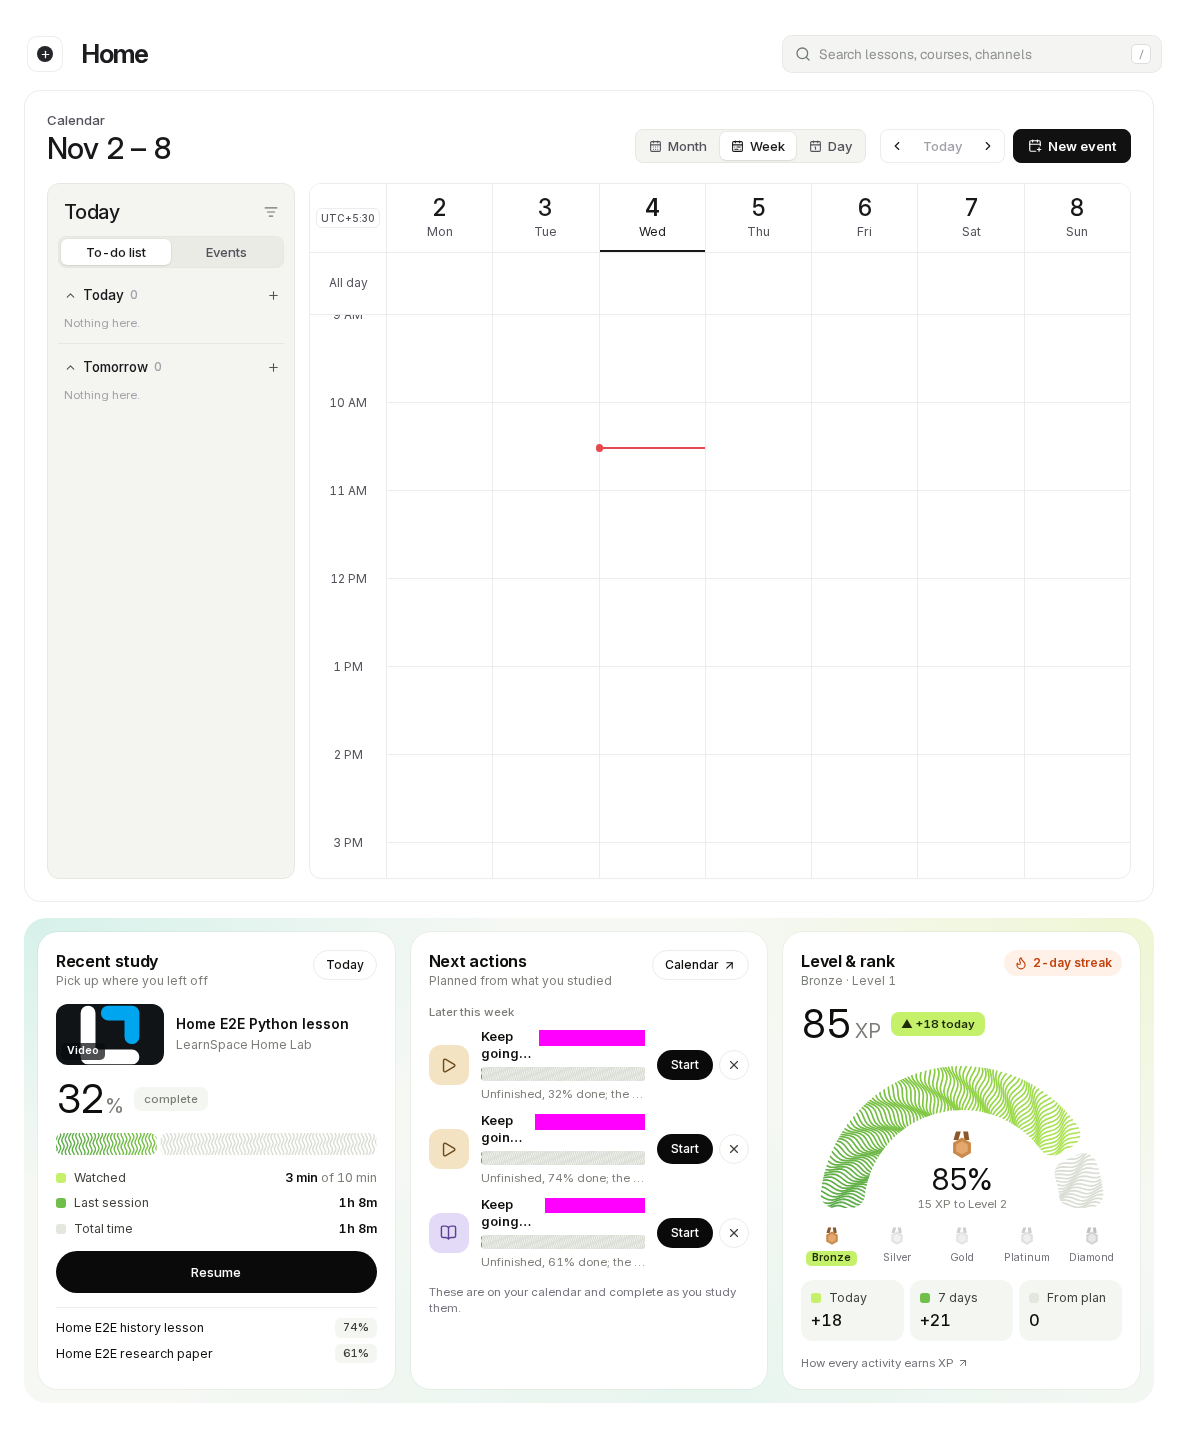 Home
Search lessons, courses, channels /
Calendar
Nov 2 – 8
Month Week Day
Today
New event
Today
To-do list Events
Today 0
Nothing here.
Tomorrow 0
Nothing here.
UTC+5:30
2 Mon
3 Tue
4 Wed
5 Thu
6 Fri
7 Sat
8 Sun
All day
9 AM
10 AM
11 AM
12 PM
1 PM
2 PM
3 PM
Recent study
Pick up where you left off
Today
Video
Home E2E Python lesson
LearnSpace Home Lab
32% complete
Watched 3 min of 10 min
Last session 1h 8m
Total time 1h 8m
Resume
Home E2E history lesson 74%
Home E2E research paper 61%
Next actions
Planned from what you studied
Calendar
Later this week
Keep
going…
Unfinished, 32% done; the …
Start
Keep
goin…
Unfinished, 74% done; the …
Start
Keep
going…
Unfinished, 61% done; the …
Start
These are on your calendar and complete as you study
them.
Level & rank
Bronze · Level 1
2-day streak
85 XP
▲ +18 today
85%
15 XP to Level 2
Bronze Silver Gold Platinum Diamond
Today
+18
7 days
+21
From plan
0
How every activity earns XP